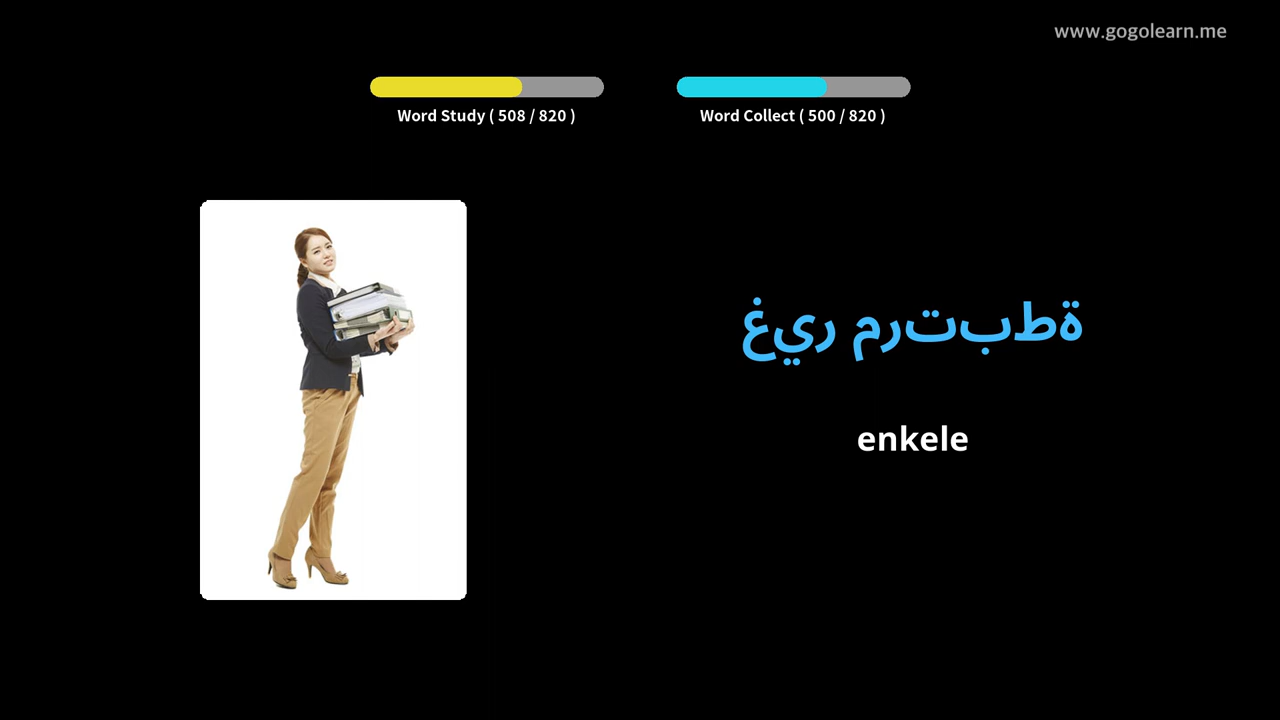 www.gogolearn.me
Word Study ( 508 / 820 )
Word Collect ( 500 / 820 )
غير مرتبطة
enkele